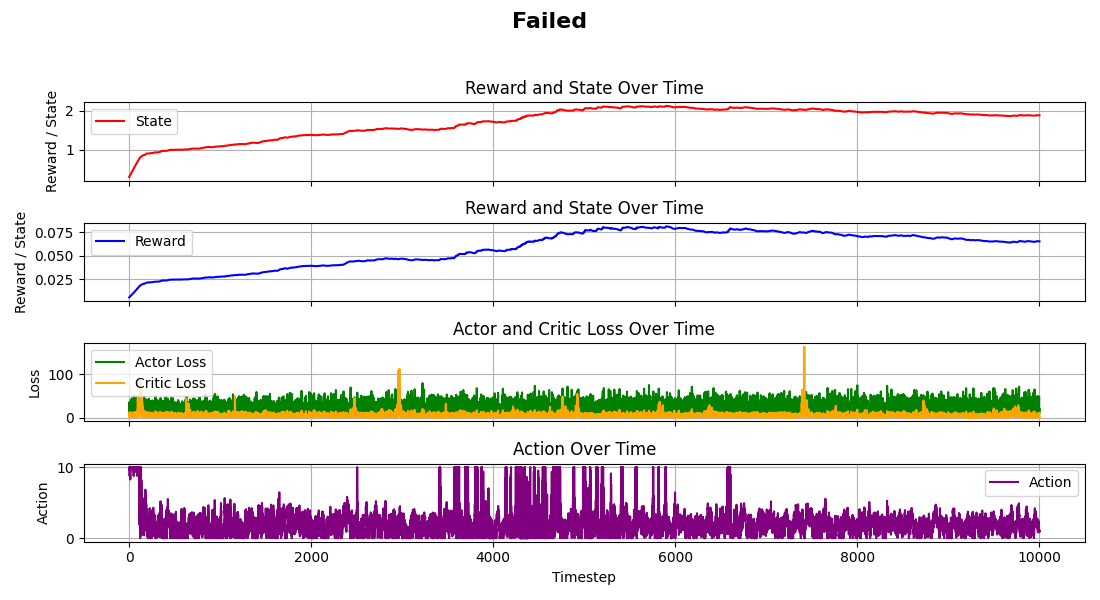 Failed
Reward and State Over Time
Reward / State
2
1
State
Reward and State Over Time
Reward / State
0.075
0.050
0.025
Reward
Actor and Critic Loss Over Time
Loss
100
0
Actor Loss
Critic Loss
Action Over Time
Action
10
0
Action
0 2000 4000 6000 8000 10000
Timestep